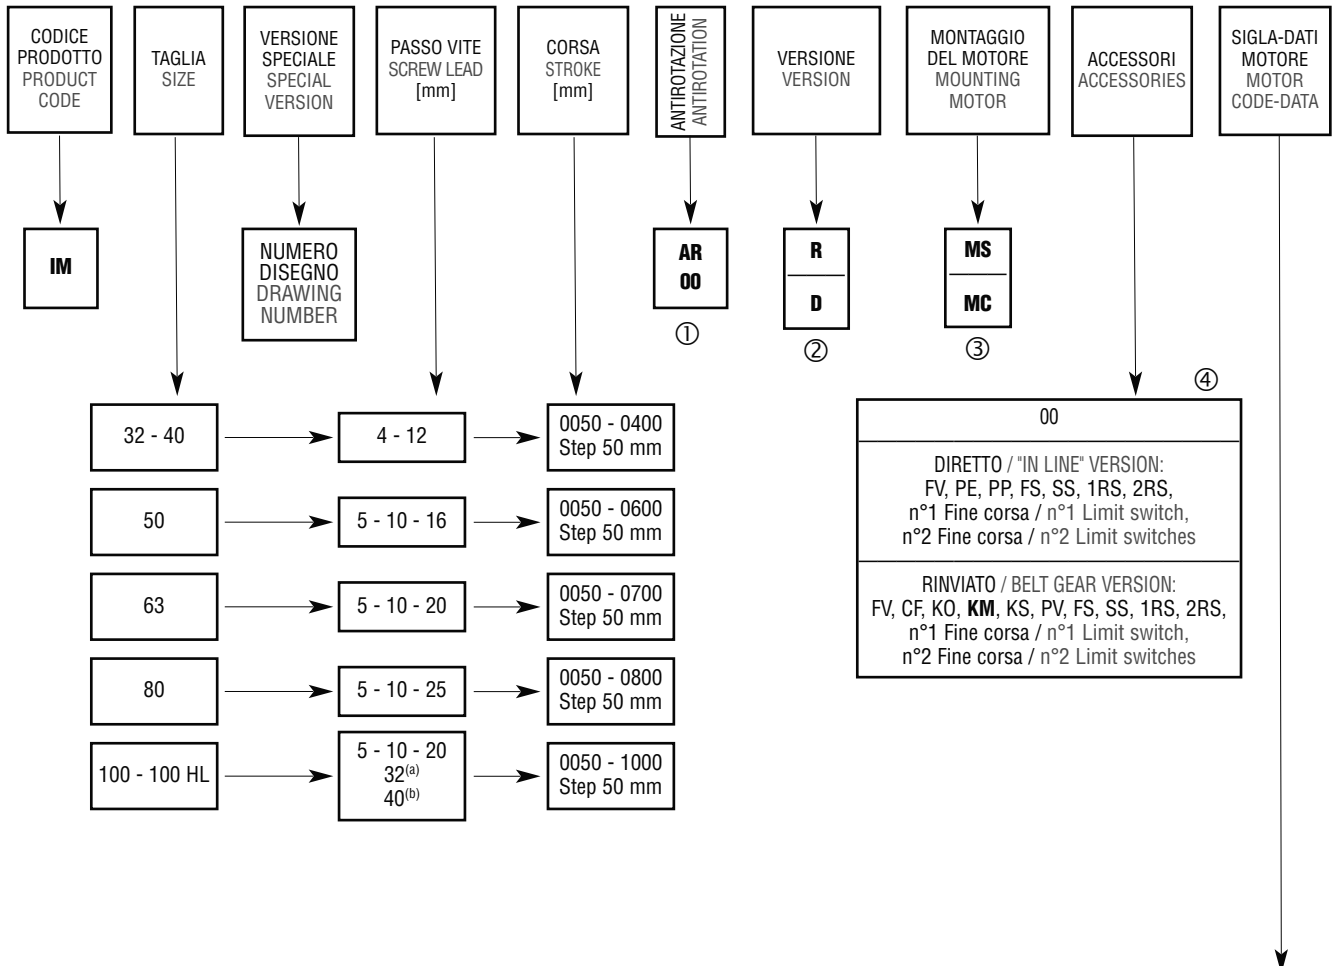 CODICE
PRODOTTO
PRODUCT
CODE
TAGLIA
SIZE
VERSIONE
SPECIALE
SPECIAL
VERSION
PASSO VITE
SCREW LEAD
[mm]
CORSA
STROKE
[mm]
ANTIROTAZIONE
ANTIROTATION
VERSIONE
VERSION
MONTAGGIO
DEL MOTORE
MOUNTING
MOTOR
ACCESSORI
ACCESSORIES
SIGLA-DATI
MOTORE
MOTOR
CODE-DATA
IM
NUMERO
DISEGNO
DRAWING
NUMBER
AR
00
①
R
D
②
MS
MC
③
④
32 - 40
4 - 12
0050 - 0400
Step 50 mm
50
5 - 10 - 16
0050 - 0600
Step 50 mm
63
5 - 10 - 20
0050 - 0700
Step 50 mm
80
5 - 10 - 25
0050 - 0800
Step 50 mm
100 - 100 HL
5 - 10 - 20
32(a)
40(b)
0050 - 1000
Step 50 mm
00
DIRETTO / "IN LINE" VERSION:
FV, PE, PP, FS, SS, 1RS, 2RS,
n°1 Fine corsa / n°1 Limit switch,
n°2 Fine corsa / n°2 Limit switches
RINVIATO / BELT GEAR VERSION:
FV, CF, KO, KM, KS, PV, FS, SS, 1RS, 2RS,
n°1 Fine corsa / n°1 Limit switch,
n°2 Fine corsa / n°2 Limit switches